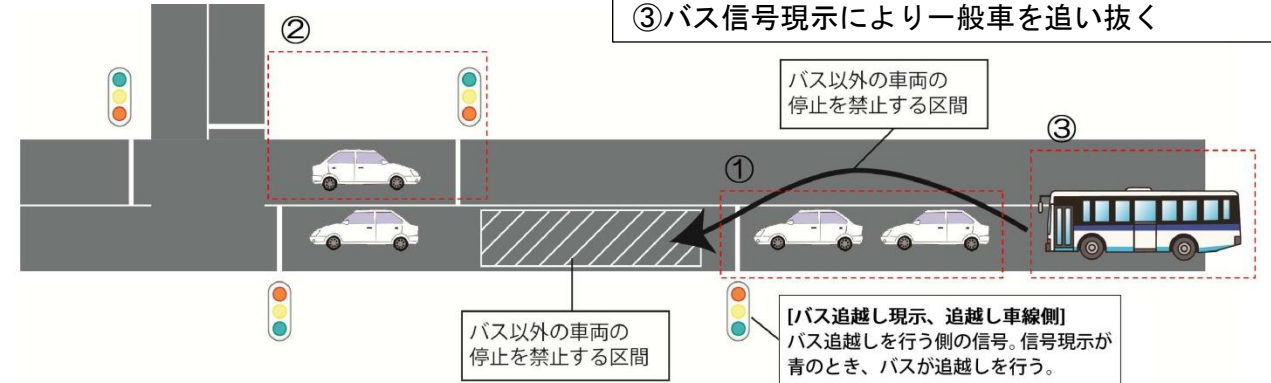 ③バス信号現示により一般車を追い抜く
②
バス以外の車両の
停止を禁止する区間
③
①
バス以外の車両の
停止を禁止する区間
[バス追越し現示、追越し車線側]
バス追越しを行う側の信号。信号現示が
青のとき、バスが追越しを行う。